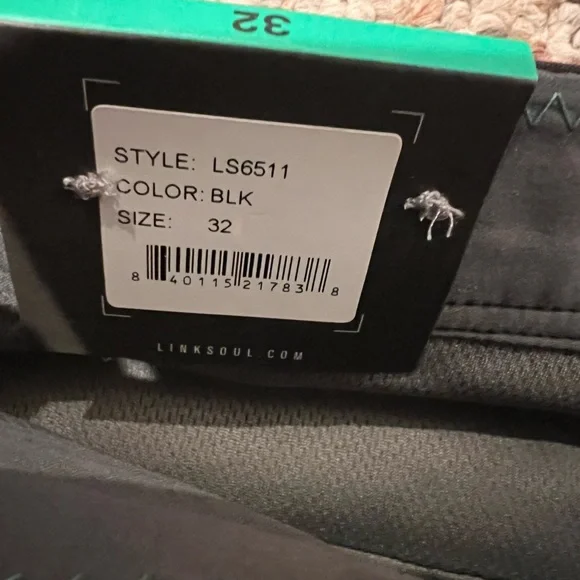 32
STYLE: LS6511
COLOR: BLK
SIZE: 32
8 40115 21783 8
LINKSOUL.COM